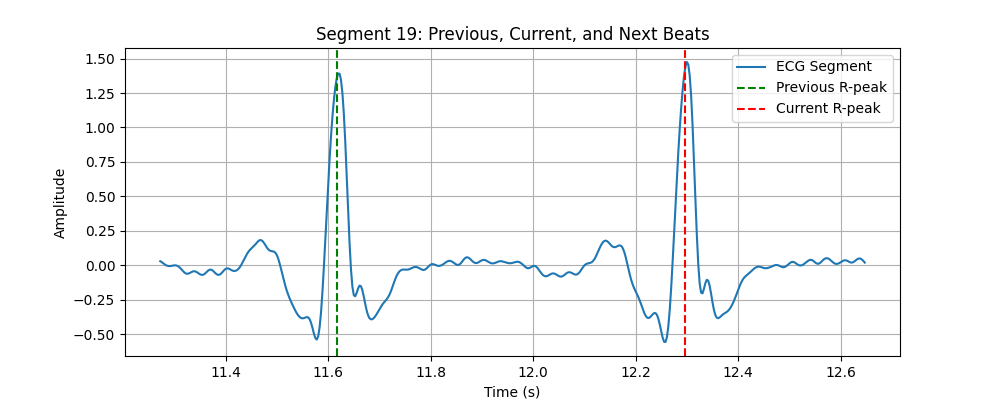 Segment 19: Previous, Current, and Next Beats
ECG Segment
Previous R-peak
Current R-peak
1.50
1.25
1.00
0.75
0.50
0.25
0.00
−0.25
−0.50
Amplitude
11.4 11.6 11.8 12.0 12.2 12.4 12.6
Time (s)